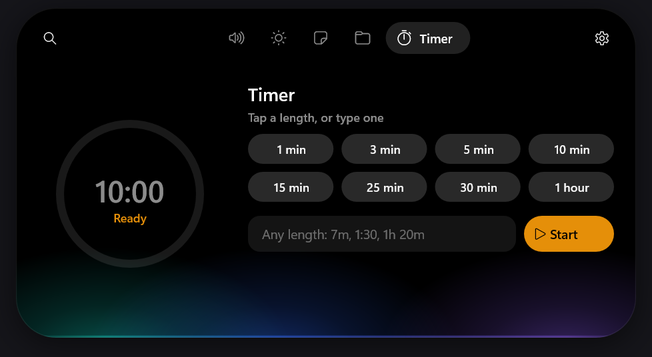 Timer
Timer
Tap a length, or type one
1 min
3 min
5 min
10 min
15 min
25 min
30 min
1 hour
10:00
Ready
Any length: 7m, 1:30, 1h 20m
Start